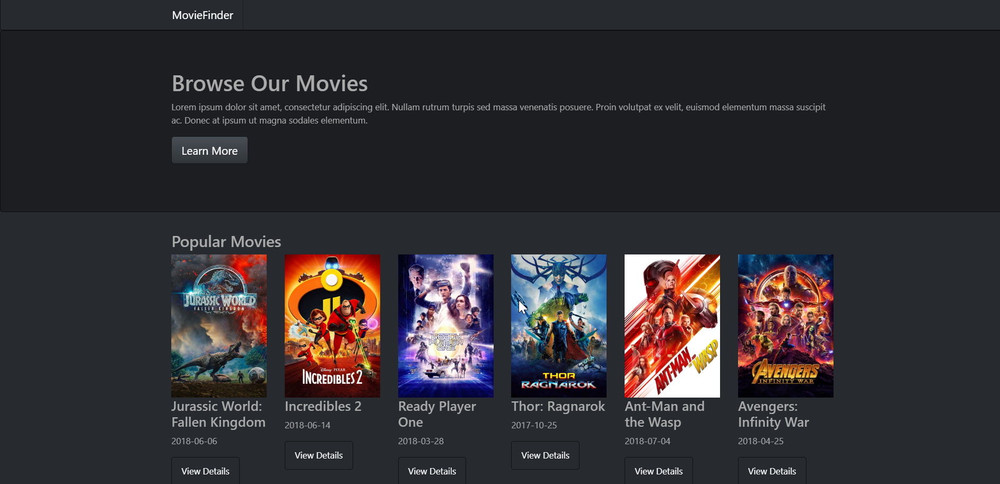 MovieFinder
Browse Our Movies
Lorem ipsum dolor sit amet, consectetur adipiscing elit. Nullam rutrum turpis sed massa venenatis posuere. Proin volutpat ex velit, euismod elementum massa suscipit
ac. Donec at ipsum ut magna sodales elementum.
Learn More
Popular Movies
JURASSIC WORLD
FALLEN KINGDOM
Disney · PIXAR
INCREDIBLES 2
READY
PLAYER
ONE
THOR
RAGNAROK
ANT-MAN
AND THE
WASP
AVENGERS
INFINITY WAR
Jurassic World:
Fallen Kingdom
2018-06-06
View Details
Incredibles 2
2018-06-14
View Details
Ready Player
One
2018-03-28
View Details
Thor: Ragnarok
2017-10-25
View Details
Ant-Man and
the Wasp
2018-07-04
View Details
Avengers:
Infinity War
2018-04-25
View Details